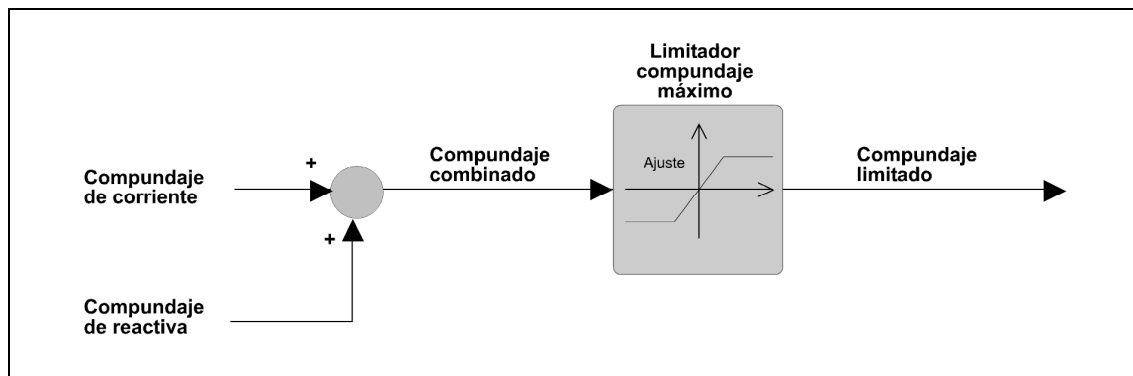 Limitador
compundaje
máximo
Ajuste
+
Compundaje
combinado
Compundaje
limitado
Compundaje
de corriente
+
Compundaje
de reactiva